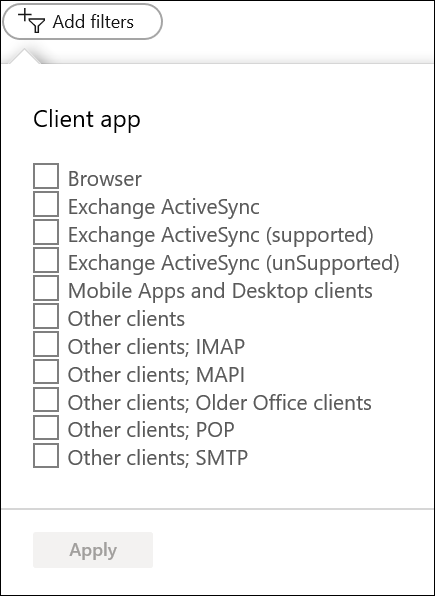 Add filters
Client app
Browser
Exchange ActiveSync
Exchange ActiveSync (supported)
Exchange ActiveSync (unSupported)
Mobile Apps and Desktop clients
Other clients
Other clients; IMAP
Other clients; MAPI
Other clients; Older Office clients
Other clients; POP
Other clients; SMTP
Apply